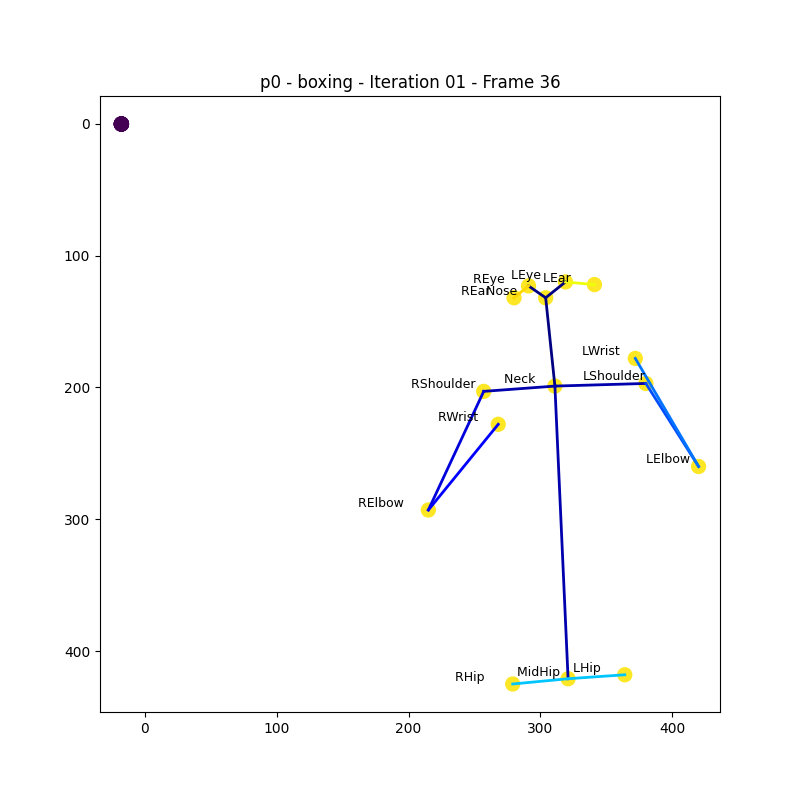 p0 - boxing - Iteration 01 - Frame 36
0
100
200
300
400
REye LEye LEar
REar Nose
LWrist
RShoulder Neck LShoulder
RWrist
LElbow
RElbow
RHip MidHip LHip
0 100 200 300 400